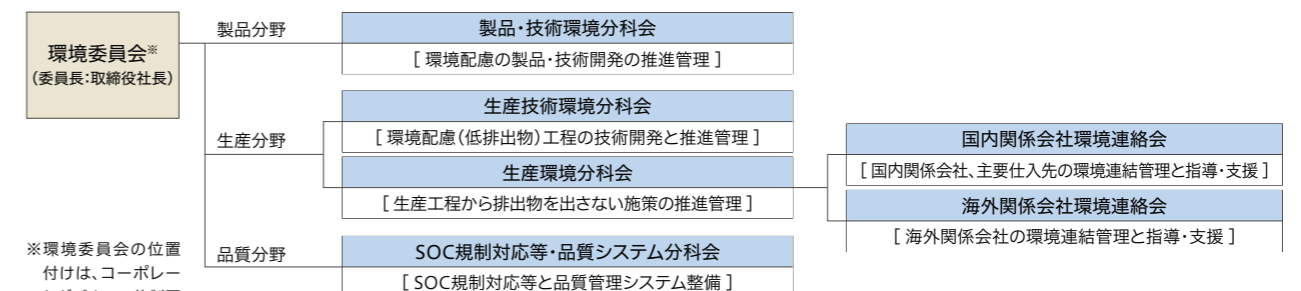 環境委員会※
（委員長：取締役社長）
製品分野
製品・技術環境分科会
［ 環境配慮の製品・技術開発の推進管理 ］
生産分野
生産技術環境分科会
［ 環境配慮（低排出物）工程の技術開発と推進管理 ］
生産環境分科会
［ 生産工程から排出物を出さない施策の推進管理 ］
国内関係会社環境連絡会
［ 国内関係会社、主要仕入先の環境連結管理と指導・支援 ］
海外関係会社環境連絡会
［ 海外関係会社の環境連結管理と指導・支援 ］
品質分野
SOC規制対応等・品質システム分科会
［ SOC規制対応等と品質管理システム整備 ］
※環境委員会の位置
付けは、コーポレー